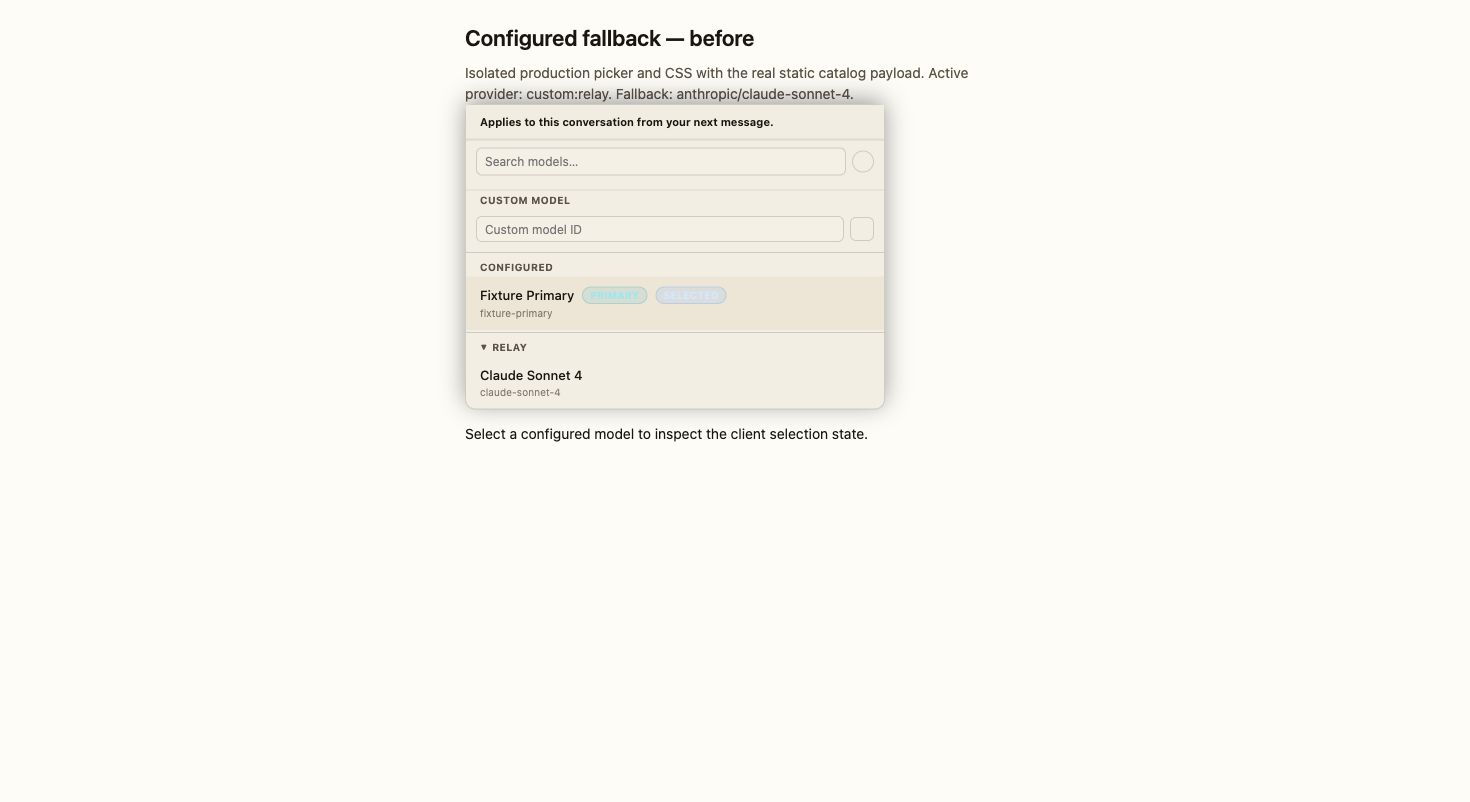 Configured fallback — before
Isolated production picker and CSS with the real static catalog payload. Active
provider: custom:relay. Fallback: anthropic/claude-sonnet-4.
Applies to this conversation from your next message.
Search models...
CUSTOM MODEL
Custom model ID
CONFIGURED
Fixture Primary PRIMARY SELECTED
fixture-primary
▼ RELAY
Claude Sonnet 4
claude-sonnet-4
Select a configured model to inspect the client selection state.